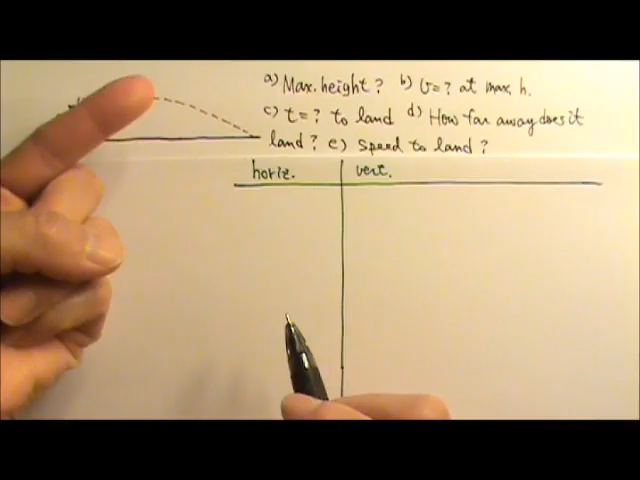 a) Max. height? b) v=? at max. h.
c) t=? to land d) How far away does it
land? e) speed to land?
horiz. vert.